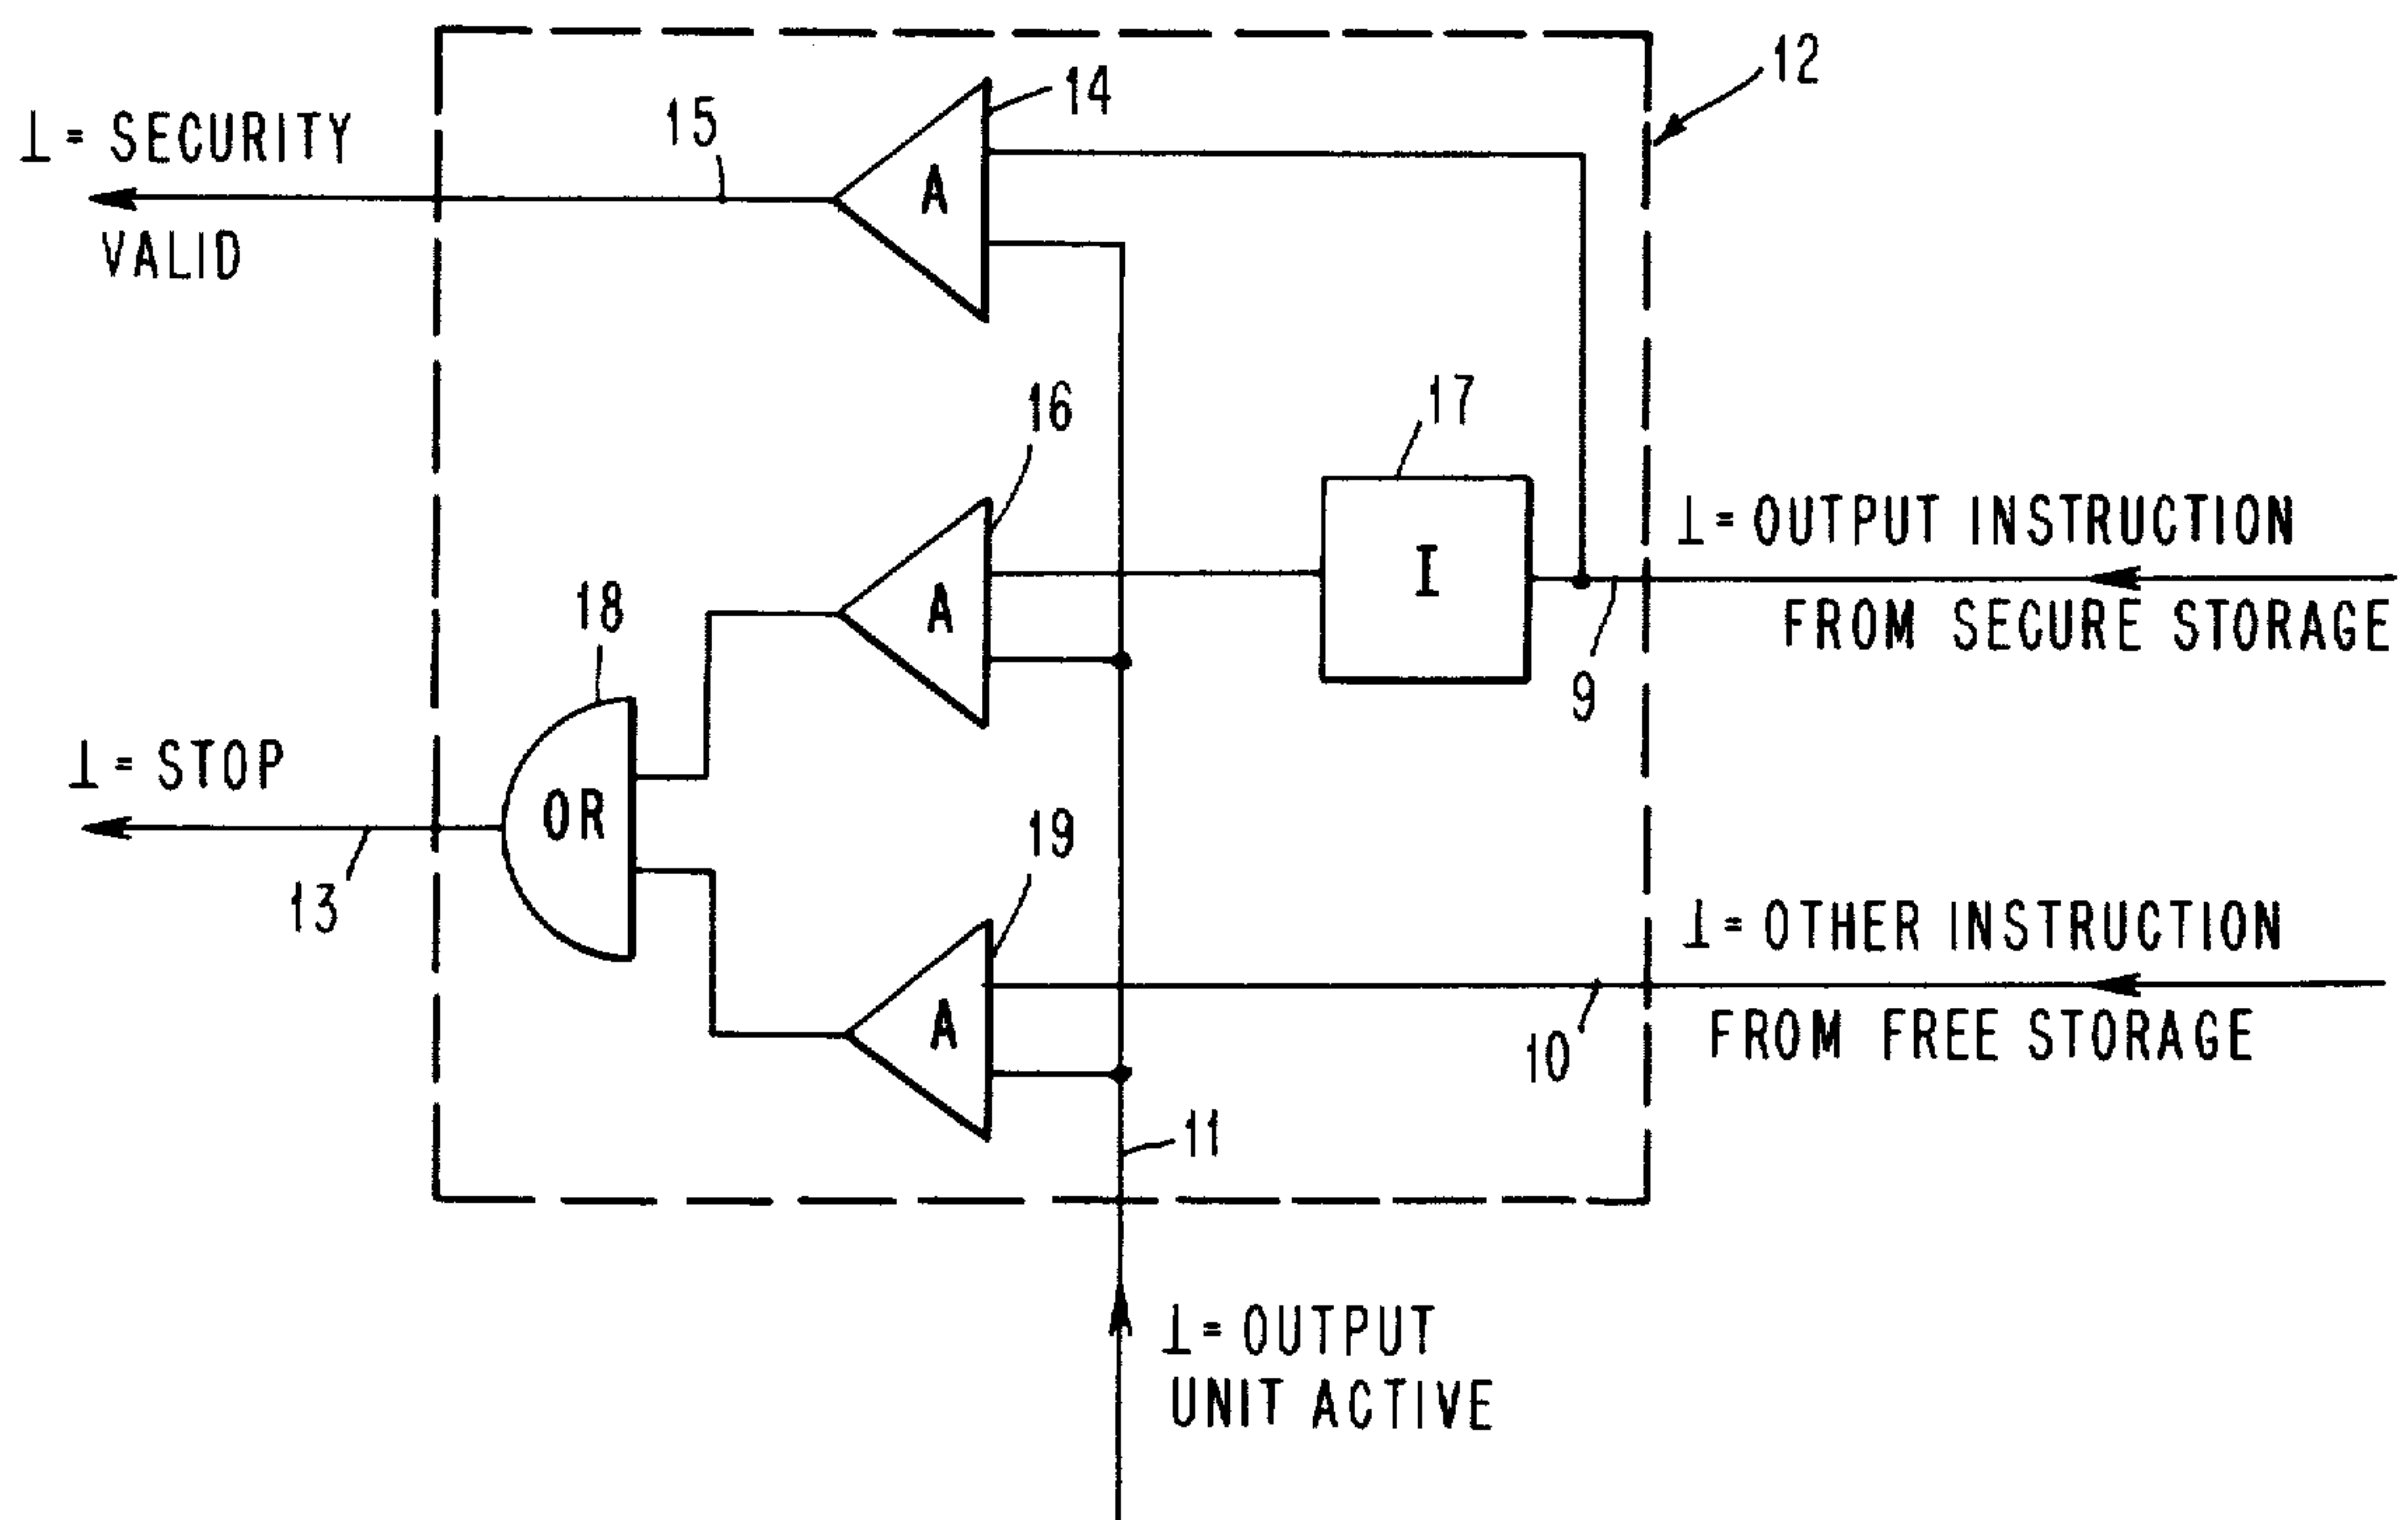 12
14
15
⊥= SECURITY
VALID
A
16
17
18
I
A
⊥= OUTPUT INSTRUCTION
FROM SECURE STORAGE
9
⊥= STOP
OR
13
19
⊥= OTHER INSTRUCTION
FROM FREE STORAGE
10
A
11
⊥= OUTPUT
UNIT ACTIVE